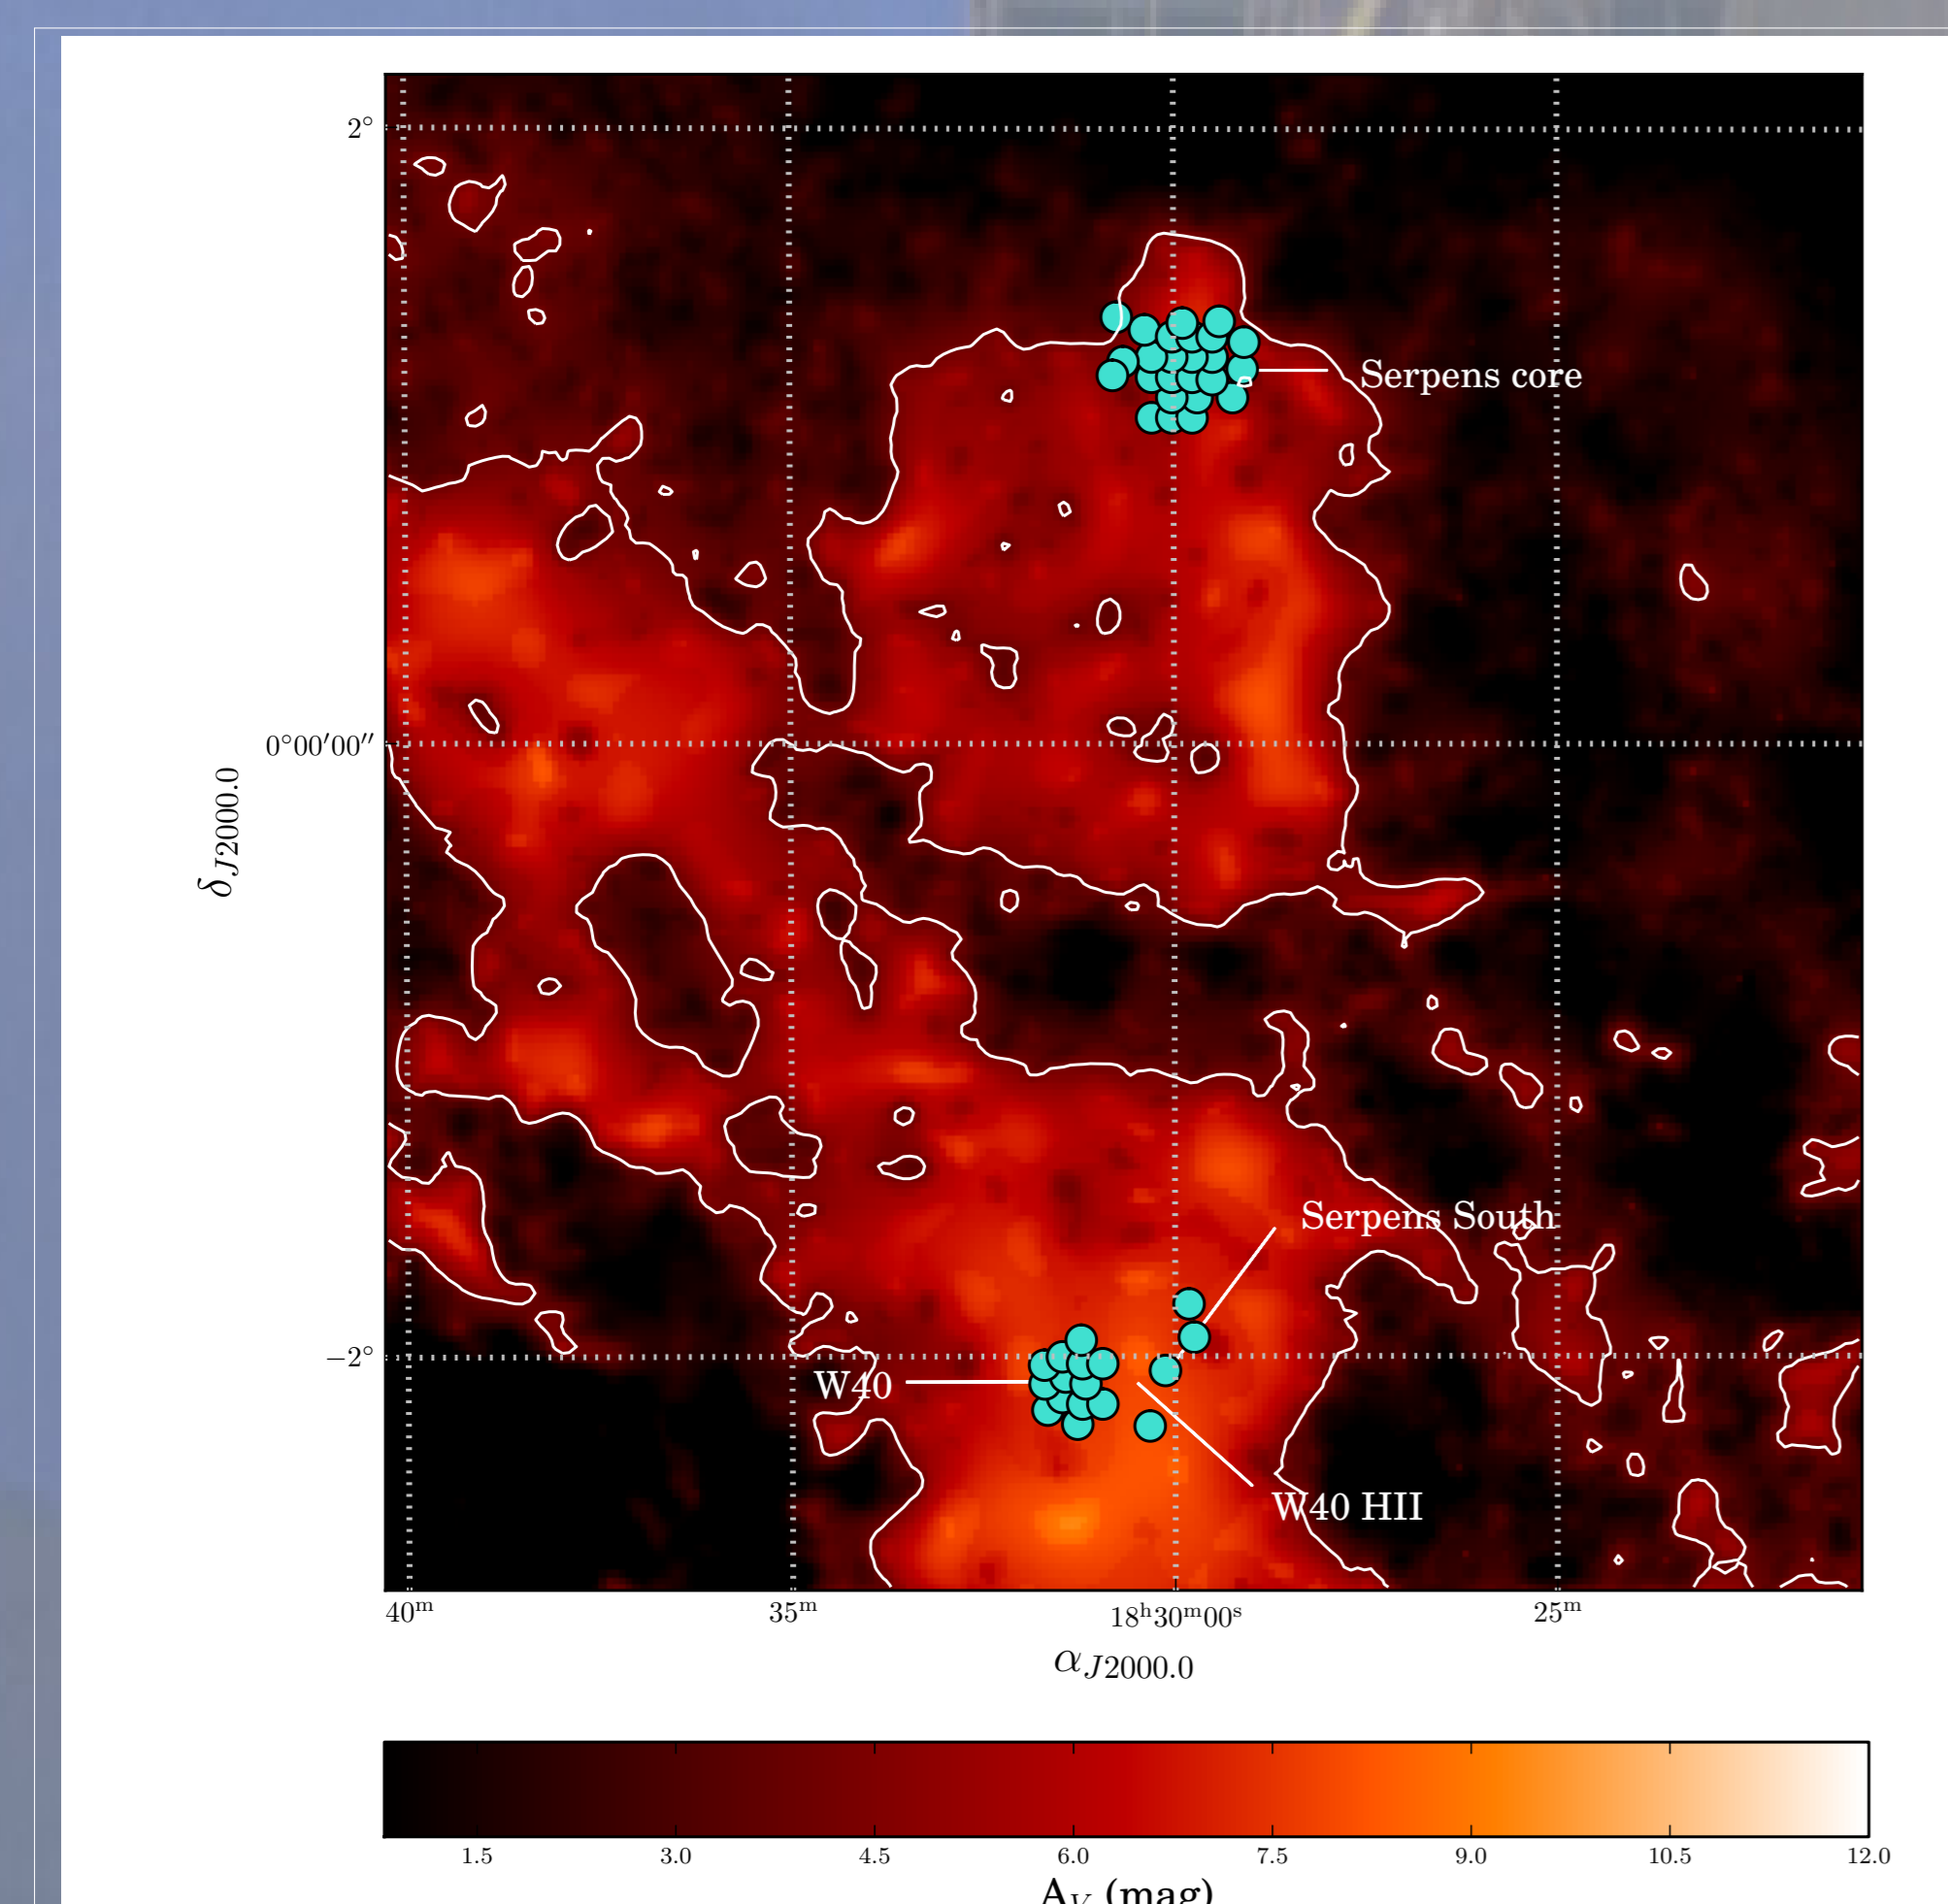 2°
Serpens core
0°00′00″
δJ2000.0
Serpens South
−2°
W40
W40 HII
40ᵐ 35ᵐ 18ʰ30ᵐ00ˢ 25ᵐ
αJ2000.0
1.5 3.0 4.5 6.0 7.5 9.0 10.5 12.0
AV (mag)